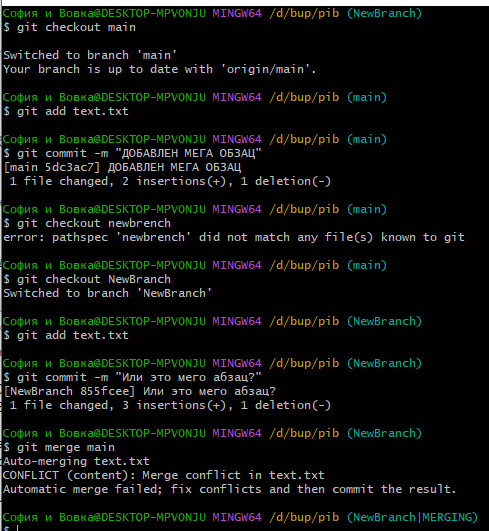 София и Вовка@DESKTOP-MPVONJU MINGW64 /d/bup/pib (NewBranch)
$ git checkout main
Switched to branch 'main'
Your branch is up to date with 'origin/main'.
София и Вовка@DESKTOP-MPVONJU MINGW64 /d/bup/pib (main)
$ git add text.txt
София и Вовка@DESKTOP-MPVONJU MINGW64 /d/bup/pib (main)
$ git commit -m "ДОБАВЛЕН МЕГА ОБЗАЦ"
[main 5dc3ac7] ДОБАВЛЕН МЕГА ОБЗАЦ
 1 file changed, 2 insertions(+), 1 deletion(-)
София и Вовка@DESKTOP-MPVONJU MINGW64 /d/bup/pib (main)
$ git checkout newbrench
error: pathspec 'newbrench' did not match any file(s) known to git
София и Вовка@DESKTOP-MPVONJU MINGW64 /d/bup/pib (main)
$ git checkout NewBranch
Switched to branch 'NewBranch'
София и Вовка@DESKTOP-MPVONJU MINGW64 /d/bup/pib (NewBranch)
$ git add text.txt
София и Вовка@DESKTOP-MPVONJU MINGW64 /d/bup/pib (NewBranch)
$ git commit -m "Или это мего абзац?"
[NewBranch 855fcee] Или это мего абзац?
 1 file changed, 3 insertions(+), 1 deletion(-)
София и Вовка@DESKTOP-MPVONJU MINGW64 /d/bup/pib (NewBranch)
$ git merge main
Auto-merging text.txt
CONFLICT (content): Merge conflict in text.txt
Automatic merge failed; fix conflicts and then commit the result.
София и Вовка@DESKTOP-MPVONJU MINGW64 /d/bup/pib (NewBranch|MERGING)
$